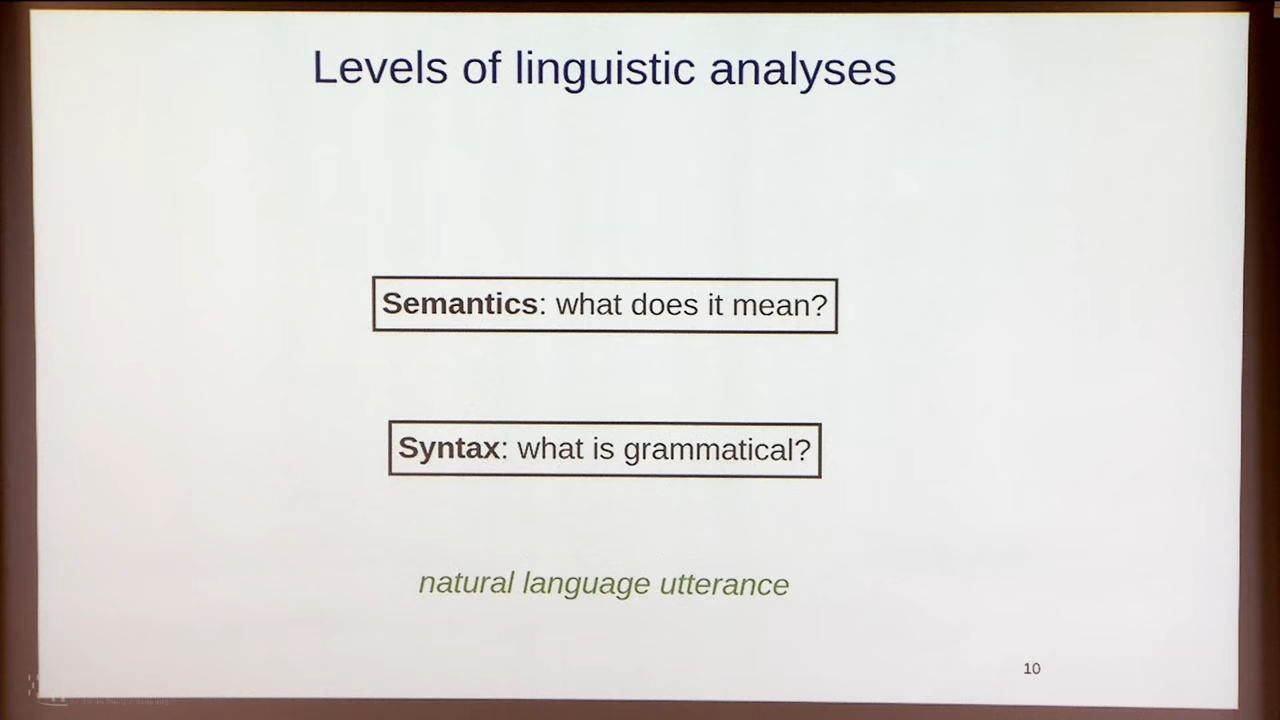 Levels of linguistic analyses
Semantics: what does it mean?
Syntax: what is grammatical?
natural language utterance
10